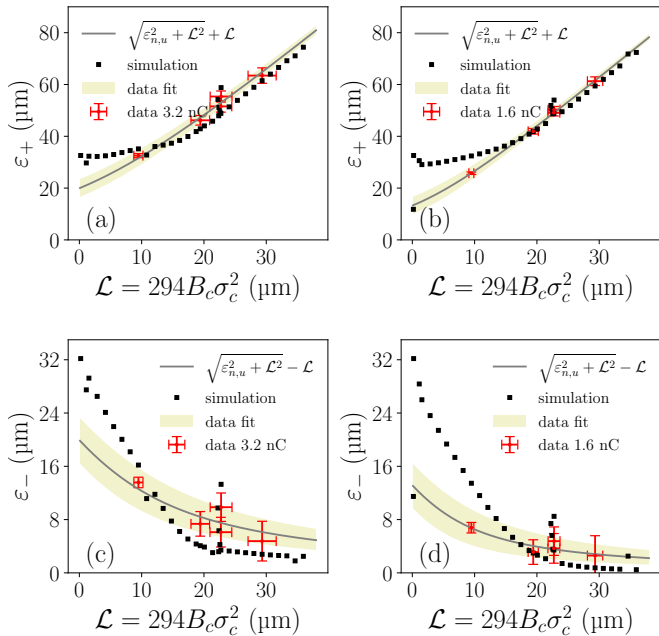 80
60
40
20
0
ε₊ (µm)
√(ε²ₙ,ᵤ + 𝓛²) + 𝓛
simulation
data fit
data 3.2 nC
(a)
0 10 20 30
𝓛 = 294B_cσ_c² (µm)
80
60
40
20
0
ε₊ (µm)
√(ε²ₙ,ᵤ + 𝓛²) + 𝓛
simulation
data fit
data 1.6 nC
(b)
0 10 20 30
𝓛 = 294B_cσ_c² (µm)
32
24
16
8
0
ε₋ (µm)
√(ε²ₙ,ᵤ + 𝓛²) − 𝓛
simulation
data fit
data 3.2 nC
(c)
0 10 20 30
𝓛 = 294B_cσ_c² (µm)
32
24
16
8
0
ε₋ (µm)
√(ε²ₙ,ᵤ + 𝓛²) − 𝓛
simulation
data fit
data 1.6 nC
(d)
0 10 20 30
𝓛 = 294B_cσ_c² (µm)